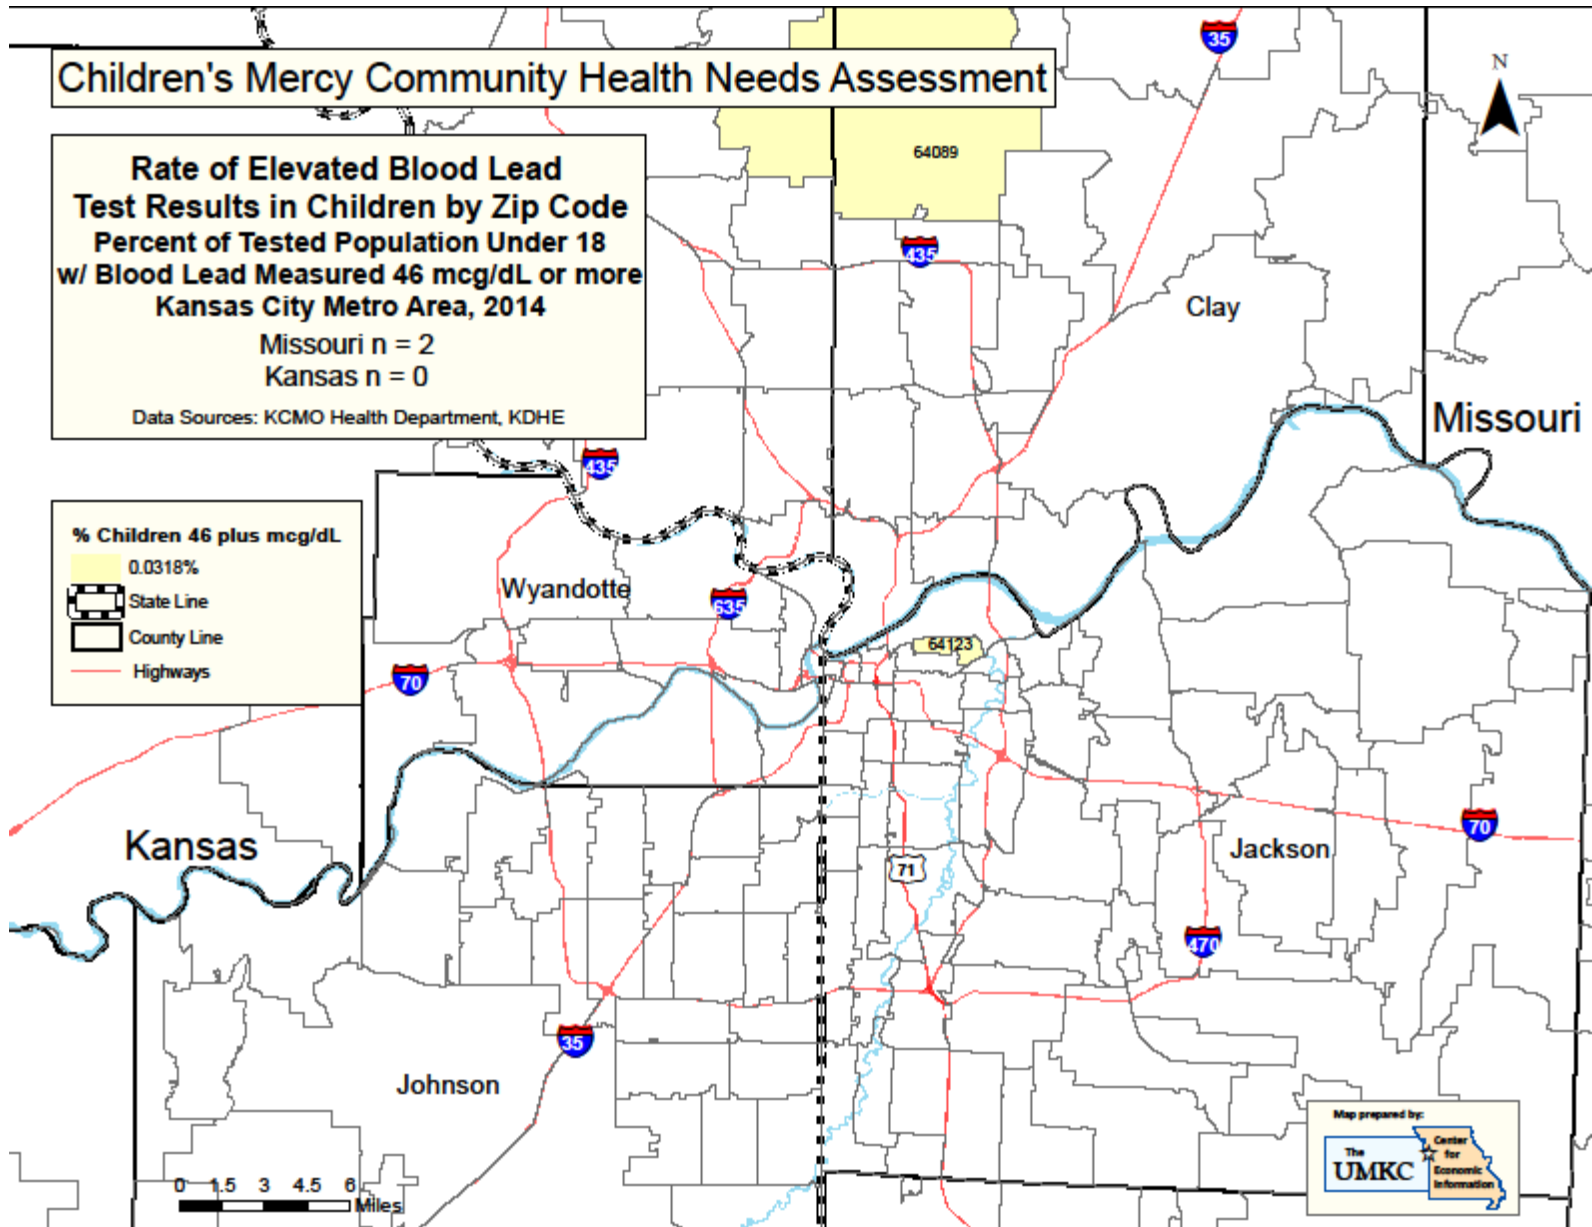 Children's Mercy Community Health Needs Assessment
Rate of Elevated Blood Lead
Test Results in Children by Zip Code
Percent of Tested Population Under 18
w/ Blood Lead Measured 46 mcg/dL or more
Kansas City Metro Area, 2014
Missouri n = 2
Kansas n = 0
Data Sources: KCMO Health Department, KDHE
35
N
64089
435
Clay
Missouri
435
% Children 46 plus mcg/dL
0.0318%
State Line
County Line
Highways
Wyandotte
635
64123
70
Kansas
71
70
Jackson
470
35
Johnson
0 1.5 3 4.5 6
Miles
Map prepared by:
The
UMKC
Center
for
Economic
Information